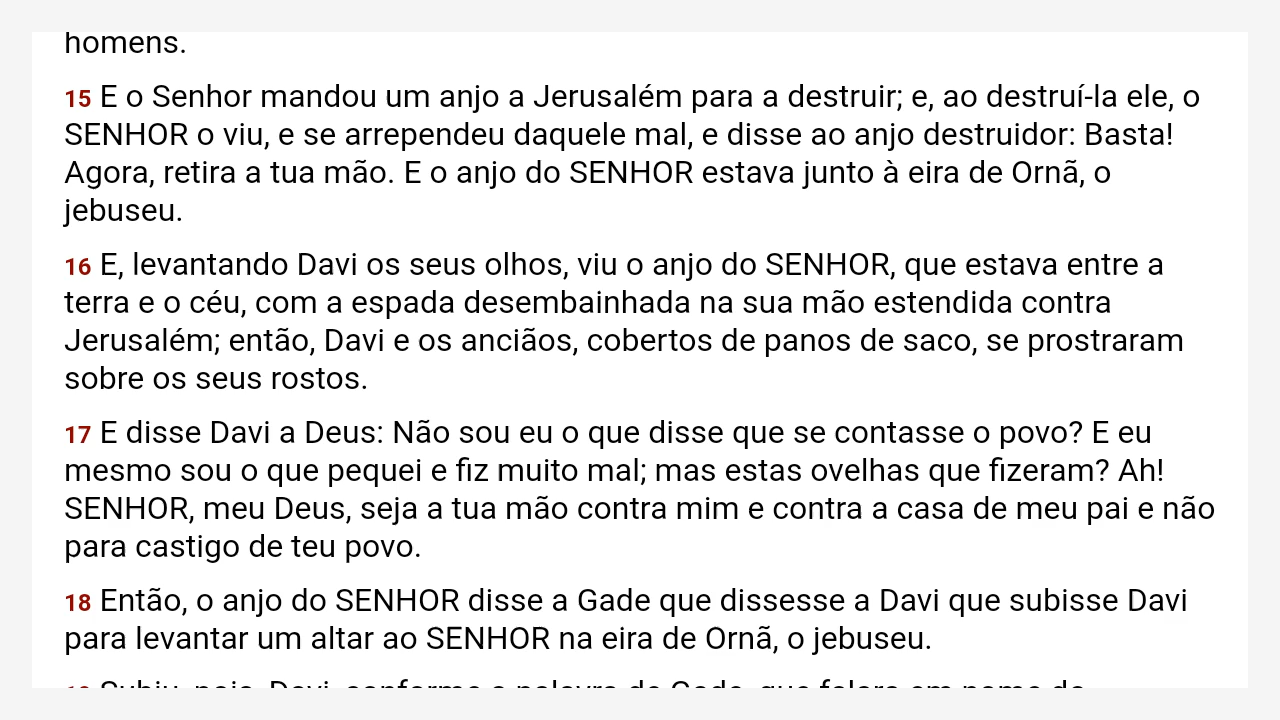 homens.
15 E o Senhor mandou um anjo a Jerusalém para a destruir; e, ao destruí-la ele, o
SENHOR o viu, e se arrependeu daquele mal, e disse ao anjo destruidor: Basta!
Agora, retira a tua mão. E o anjo do SENHOR estava junto à eira de Ornã, o
jebuseu.
16 E, levantando Davi os seus olhos, viu o anjo do SENHOR, que estava entre a
terra e o céu, com a espada desembainhada na sua mão estendida contra
Jerusalém; então, Davi e os anciãos, cobertos de panos de saco, se prostraram
sobre os seus rostos.
17 E disse Davi a Deus: Não sou eu o que disse que se contasse o povo? E eu
mesmo sou o que pequei e fiz muito mal; mas estas ovelhas que fizeram? Ah!
SENHOR, meu Deus, seja a tua mão contra mim e contra a casa de meu pai e não
para castigo de teu povo.
18 Então, o anjo do SENHOR disse a Gade que dissesse a Davi que subisse Davi
para levantar um altar ao SENHOR na eira de Ornã, o jebuseu.